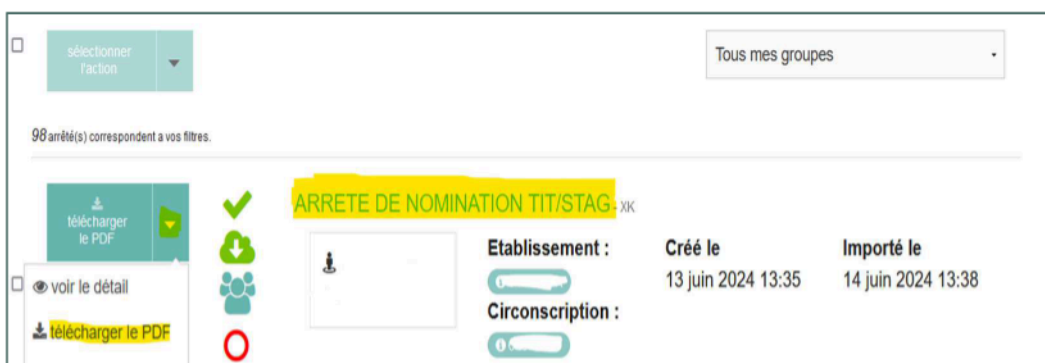 sélectionner
l'action
Tous mes groupes
98 arrêté(s) correspondent a vos filtres.
télécharger
le PDF
ARRETE DE NOMINATION TIT/STAG - XK
Etablissement :
Créé le
Importé le
13 juin 2024 13:35
14 juin 2024 13:38
voir le détail
Circonscription :
télécharger le PDF